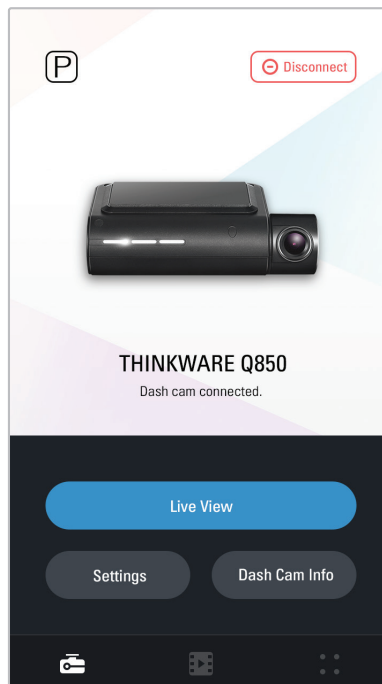 P
Disconnect
THINKWARE Q850
Dash cam connected.
Live View
Settings
Dash Cam Info